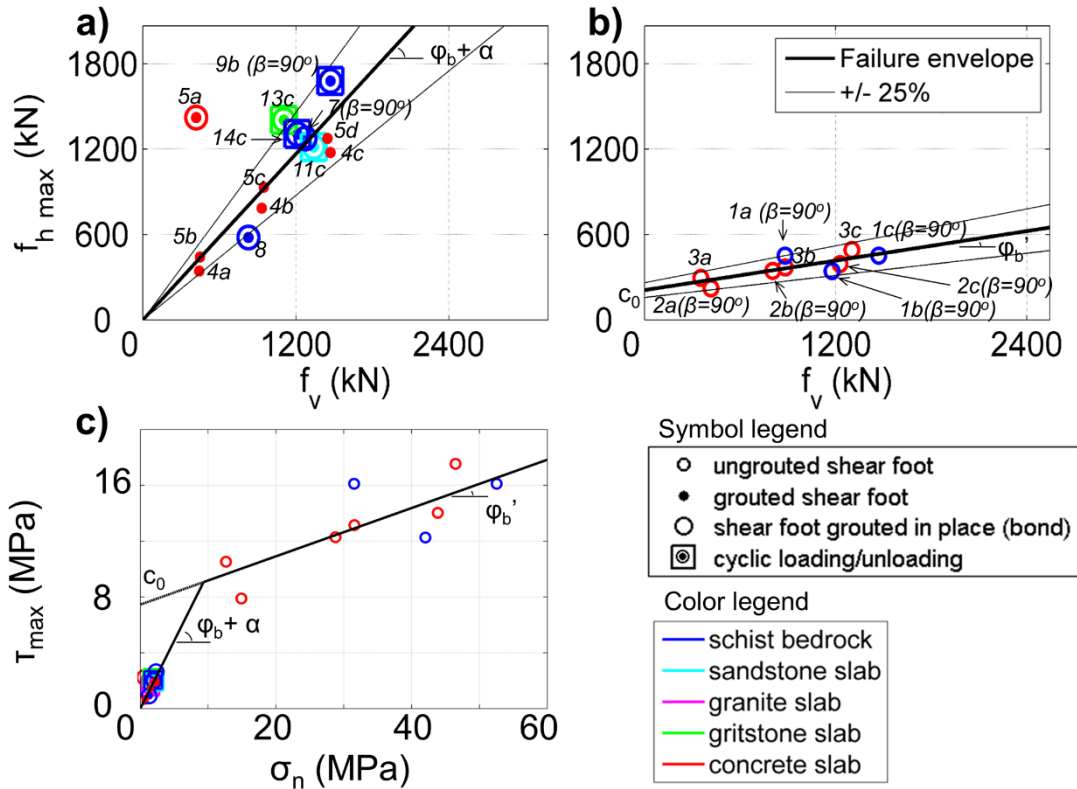 a)
1800
1200
600
0
f_h max (kN)
0
1200
2400
f_v (kN)
9b (β=90°)
φ_b + α
5a
13c
7(β=90°)
14c
5d
4c
11c
5c
4b
5b
8
4a
b)
Failure envelope
+/- 25%
1800
1200
600
0
c_0
0
1200
2400
f_v (kN)
1a (β=90°)
3c
1c(β=90°)
3a
3b
φ_b'
2c(β=90°)
2a(β=90°)
2b(β=90°)
1b(β=90°)
c)
16
8
0
τ_max (MPa)
0
20
40
60
σ_n (MPa)
φ_b'
c_0
φ_b + α
Symbol legend
ungrouted shear foot
grouted shear foot
shear foot grouted in place (bond)
cyclic loading/unloading
Color legend
schist bedrock
sandstone slab
granite slab
gritstone slab
concrete slab